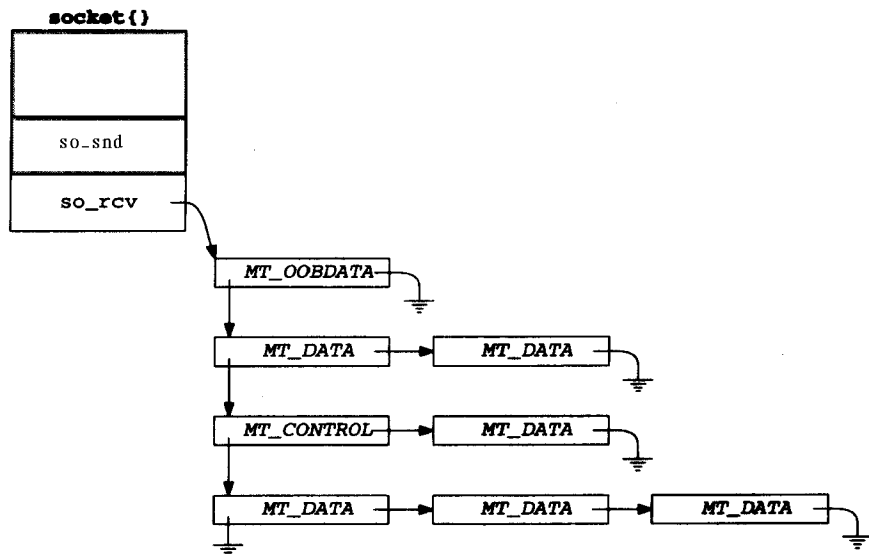 socket{}
so_snd
so_rcv
MT_OOBDATA
MT_DATA MT_DATA
MT_CONTROL MT_DATA
MT_DATA MT_DATA MT_DATA